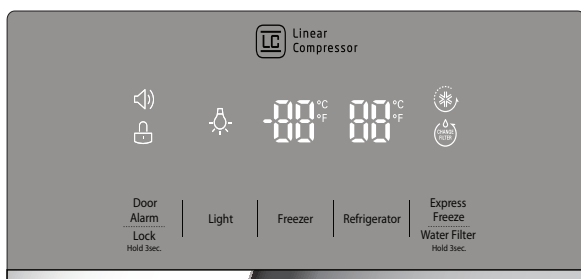 LC
Linear
Compressor
-88 °C
°F
88 °C
°F
CHANGE
FILTER
Door
Alarm
Lock
Hold 3sec.
Light
Freezer
Refrigerator
Express
Freeze
Water Filter
Hold 3sec.